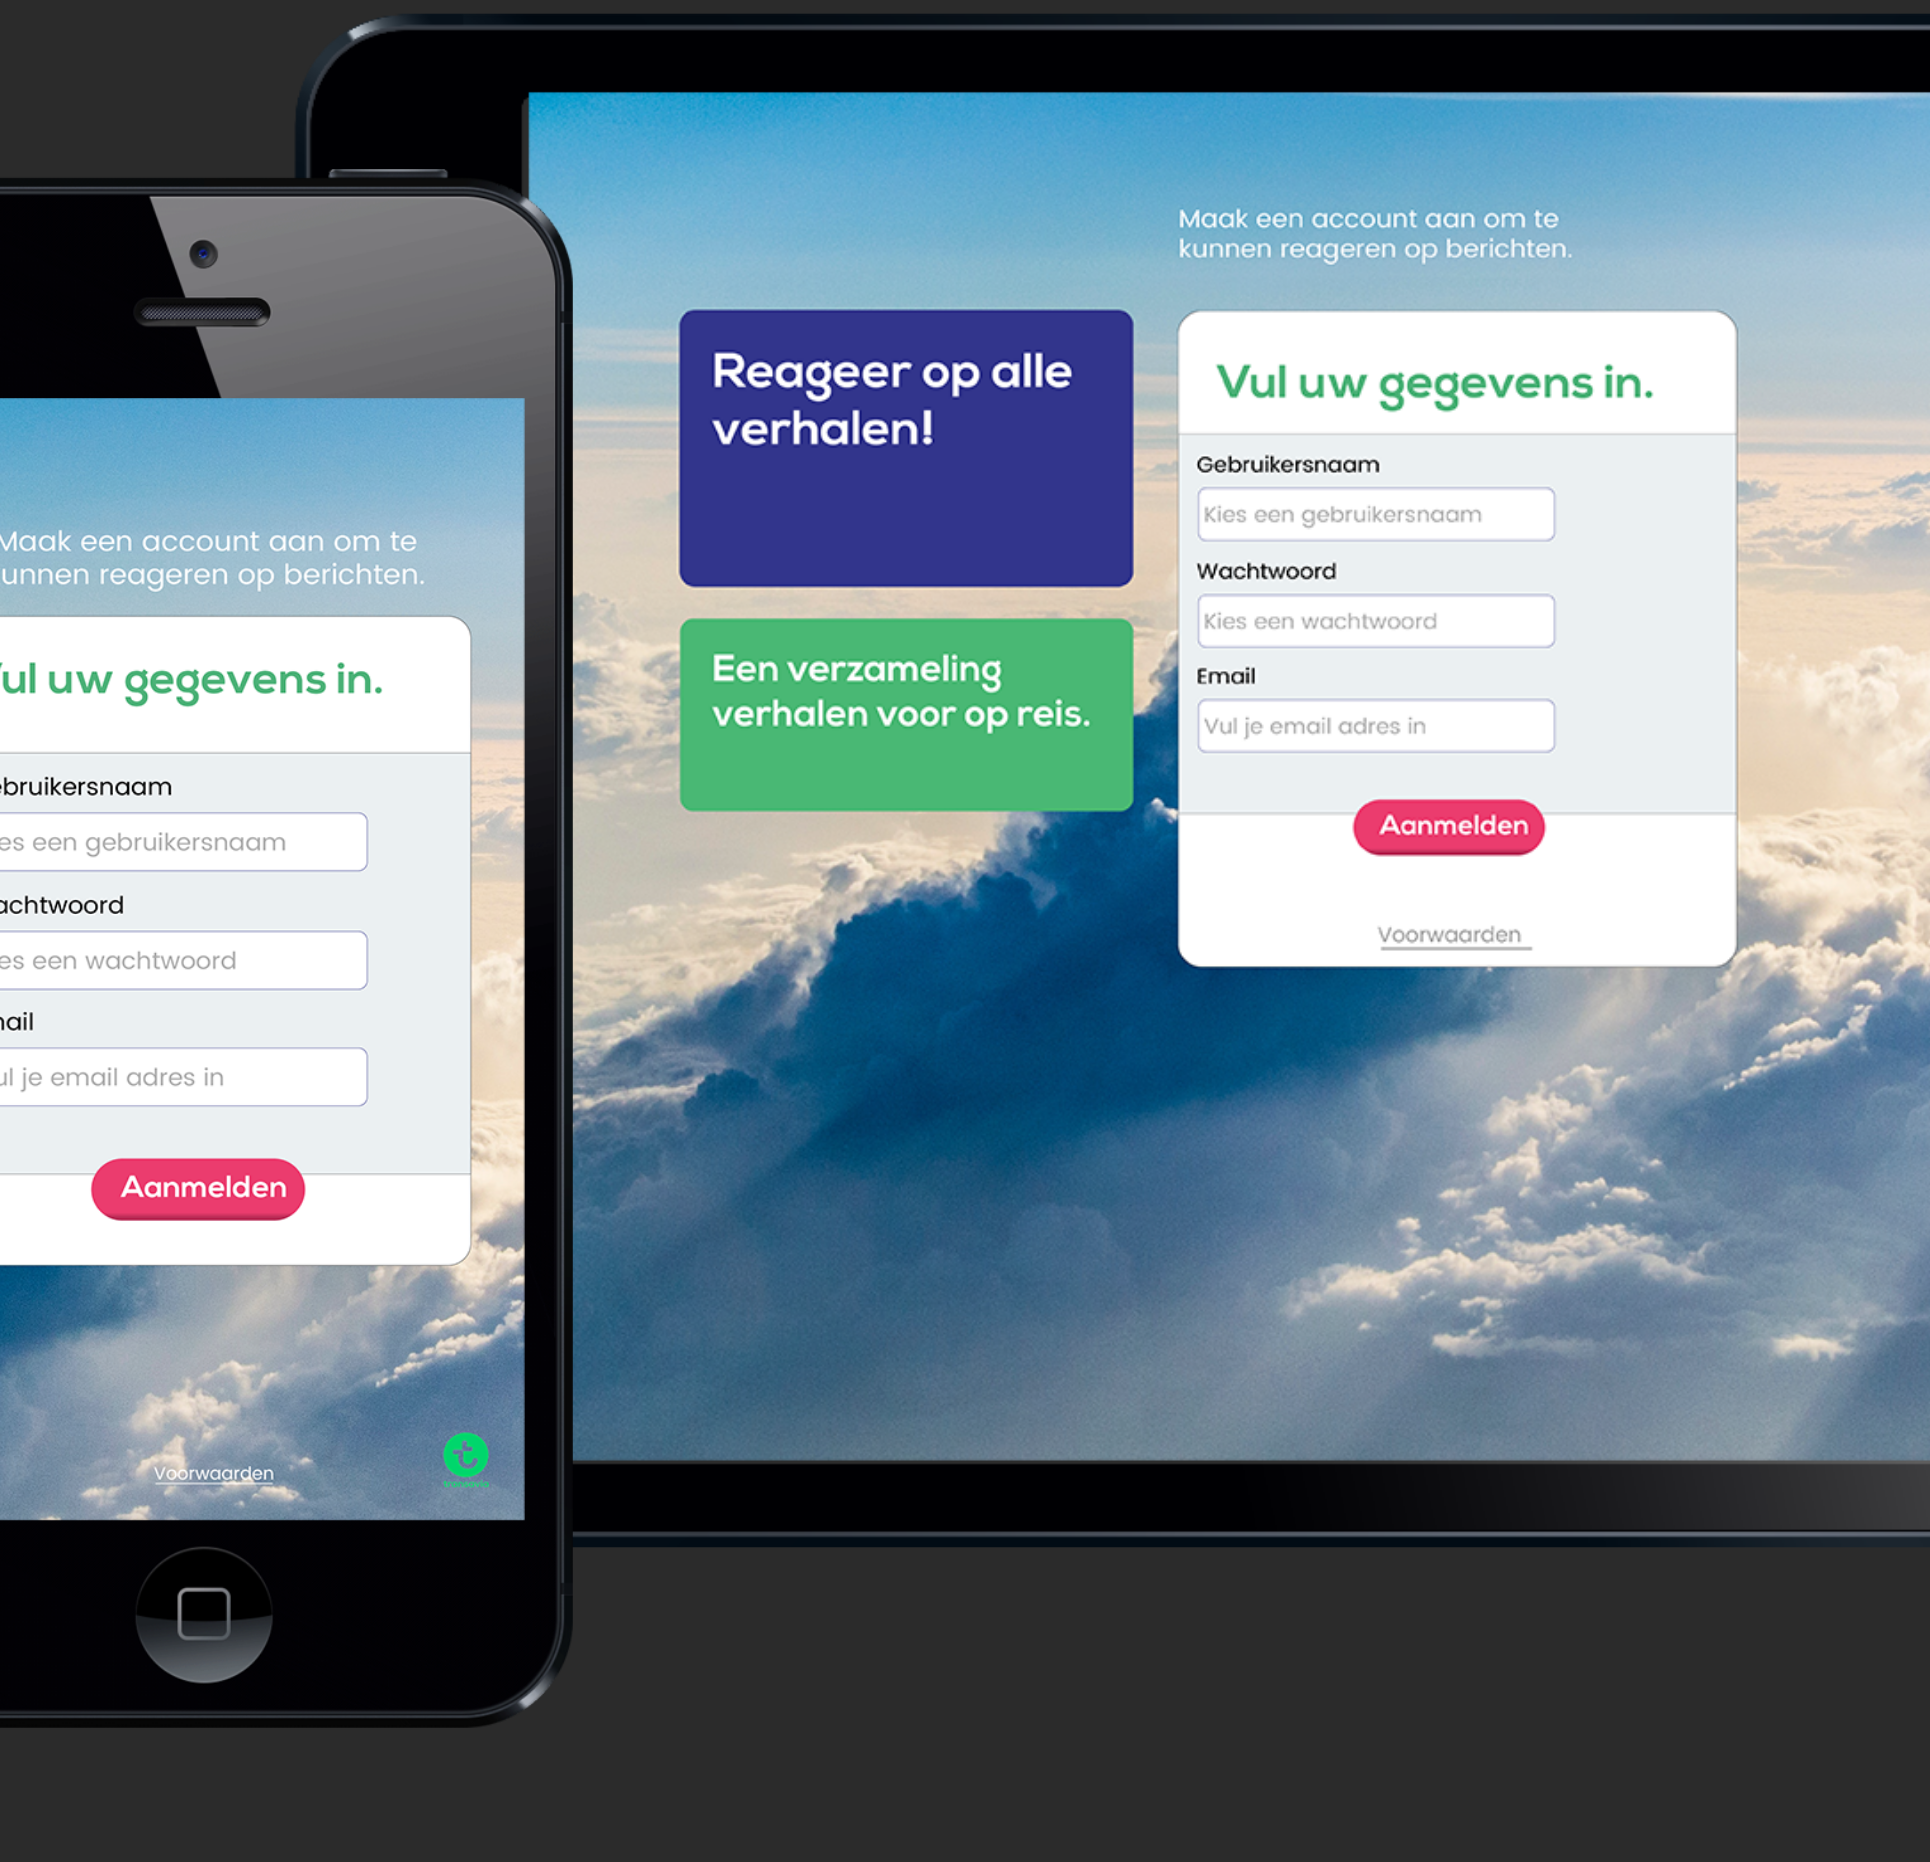 Maak een account aan om te
kunnen reageren op berichten.
Reageer op alle
verhalen!
Een verzameling
verhalen voor op reis.
Vul uw gegevens in.
Gebruikersnaam
Kies een gebruikersnaam
Wachtwoord
Kies een wachtwoord
Email
Vul je email adres in
Aanmelden
Voorwaarden
Maak een account aan om te
unnen reageren op berichten.
ul uw gegevens in.
ebruikersnaam
es een gebruikersnaam
achtwoord
es een wachtwoord
ail
ul je email adres in
Aanmelden
Voorwaarden